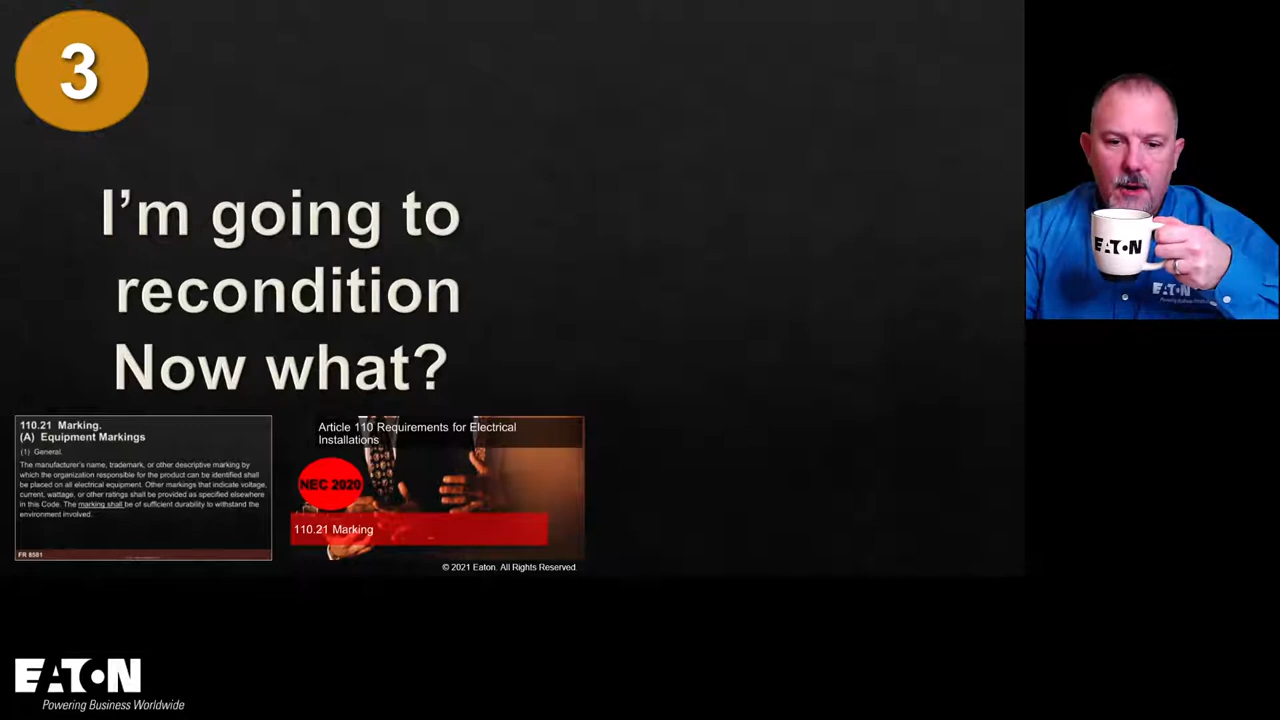 3
I'm going to
recondition
Now what?
110.21 Marking.
(A) Equipment Markings
(1) General.
The manufacturer's name, trademark, or other descriptive marking by
which the organization responsible for the product can be identified shall
be placed on all electrical equipment. Other markings that indicate voltage,
current, wattage, or other ratings shall be provided as specified elsewhere
in this Code. The marking shall be of sufficient durability to withstand the
environment involved.
FR 8501
Article 110 Requirements for Electrical
Installations
NEC 2020
110.21 Marking
© 2021 Eaton. All Rights Reserved.
EATON
EATON
EATON
Powering Business Worldwide